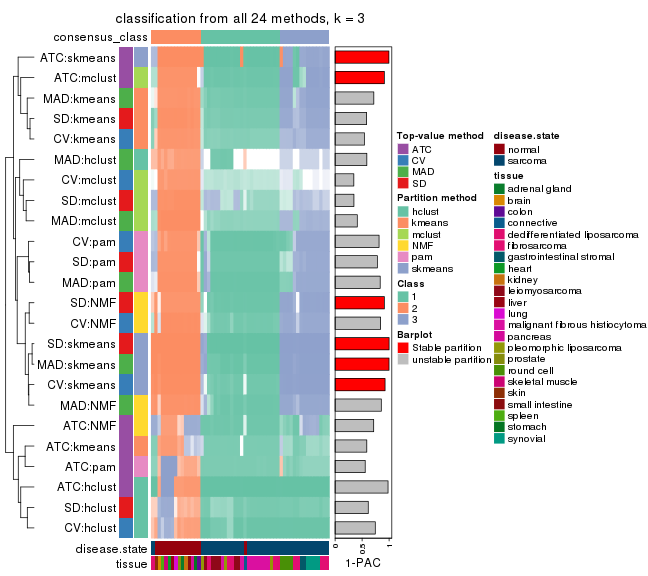 classification from all 24 methods, k = 3
consensus_class
ATC:skmeans
ATC:mclust
MAD:kmeans
SD:kmeans
CV:kmeans
MAD:hclust
CV:mclust
SD:mclust
MAD:mclust
CV:pam
SD:pam
MAD:pam
SD:NMF
CV:NMF
SD:skmeans
MAD:skmeans
CV:skmeans
MAD:NMF
ATC:NMF
ATC:kmeans
ATC:pam
ATC:hclust
SD:hclust
CV:hclust
disease.state
tissue
0
0.5
1
1-PAC
Top-value method
ATC
CV
MAD
SD
Partition method
hclust
kmeans
mclust
NMF
pam
skmeans
Class
1
2
3
Barplot
Stable partition
unstable partition
disease.state
normal
sarcoma
tissue
adrenal gland
brain
colon
connective
dedifferentiated liposarcoma
fibrosarcoma
gastrointestinal stromal
heart
kidney
leiomyosarcoma
liver
lung
malignant fibrous histiocytoma
pancreas
pleomorphic liposarcoma
prostate
round cell
skeletal muscle
skin
small intestine
spleen
stomach
synovial